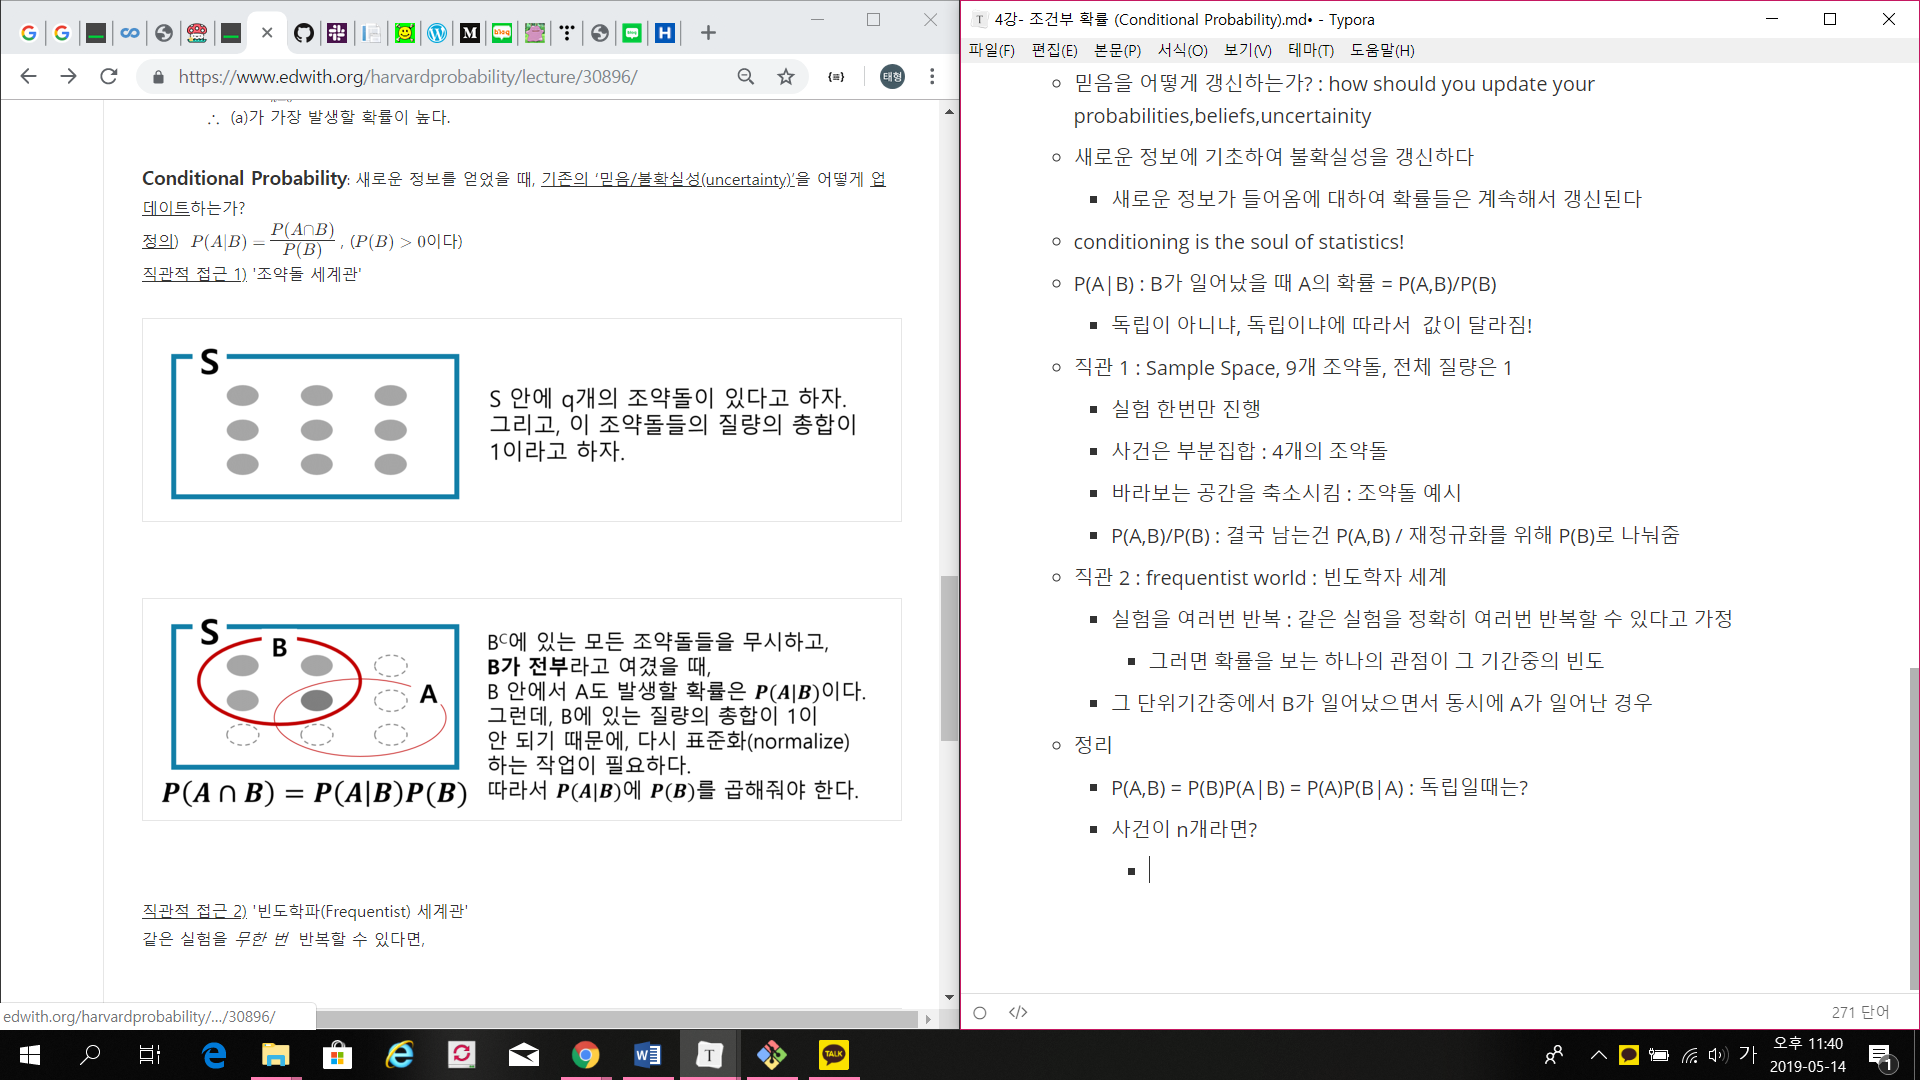 https://www.edwith.org/harvardprobability/lecture/30896/
태형
∴ (a)가 가장 발생할 확률이 높다.
Conditional Probability: 새로운 정보를 얻었을 때, 기존의 ‘믿음/불확실성(uncertainty)’을 어떻게 업
데이트하는가?
정의) P(A|B) = P(A∩B)/P(B) , (P(B) > 0이다)
직관적 접근 1) '조약돌 세계관'
S
S 안에 q개의 조약돌이 있다고 하자.
그리고, 이 조약돌들의 질량의 총합이
1이라고 하자.
S
B
A
P(A ∩ B) = P(A|B)P(B)
Bᶜ에 있는 모든 조약돌들을 무시하고,
B가 전부라고 여겼을 때,
B 안에서 A도 발생할 확률은 P(A|B)이다.
그런데, B에 있는 질량의 총합이 1이
안 되기 때문에, 다시 표준화(normalize)
하는 작업이 필요하다.
따라서 P(A|B)에 P(B)를 곱해줘야 한다.
직관적 접근 2) '빈도학파(Frequentist) 세계관'
같은 실험을 무한 번 반복할 수 있다면,
edwith.org/harvardprobability/.../30896/
4강- 조건부 확률 (Conditional Probability).md• - Typora
파일(F) 편집(E) 본문(P) 서식(O) 보기(V) 테마(T) 도움말(H)
믿음을 어떻게 갱신하는가? : how should you update your
probabilities,beliefs,uncertainity
새로운 정보에 기초하여 불확실성을 갱신하다
새로운 정보가 들어옴에 대하여 확률들은 계속해서 갱신된다
conditioning is the soul of statistics!
P(A|B) : B가 일어났을 때 A의 확률 = P(A,B)/P(B)
독립이 아니냐, 독립이냐에 따라서 값이 달라짐!
직관 1 : Sample Space, 9개 조약돌, 전체 질량은 1
실험 한번만 진행
사건은 부분집합 : 4개의 조약돌
바라보는 공간을 축소시킴 : 조약돌 예시
P(A,B)/P(B) : 결국 남는건 P(A,B) / 재정규화를 위해 P(B)로 나눠줌
직관 2 : frequentist world : 빈도학자 세계
실험을 여러번 반복 : 같은 실험을 정확히 여러번 반복할 수 있다고 가정
그러면 확률을 보는 하나의 관점이 그 기간중의 빈도
그 단위기간중에서 B가 일어났으면서 동시에 A가 일어난 경우
정리
P(A,B) = P(B)P(A|B) = P(A)P(B|A) : 독립일때는?
사건이 n개라면?
271 단어
가
오후 11:40
2019-05-14
1